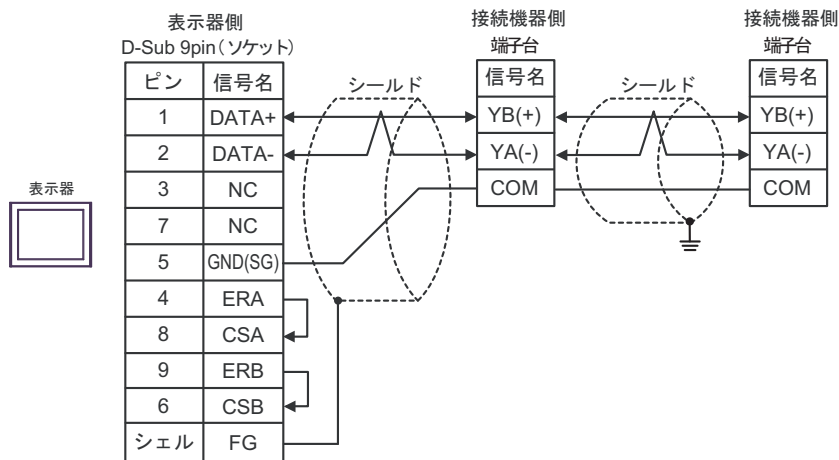 表示器側
D-Sub 9pin(ソケット)
ピン 信号名
1 DATA+
2 DATA-
3 NC
7 NC
5 GND(SG)
4 ERA
8 CSA
9 ERB
6 CSB
シェル FG
表示器
シールド
接続機器側
端子台
信号名
YB(+)
YA(-)
COM
シールド
接続機器側
端子台
信号名
YB(+)
YA(-)
COM